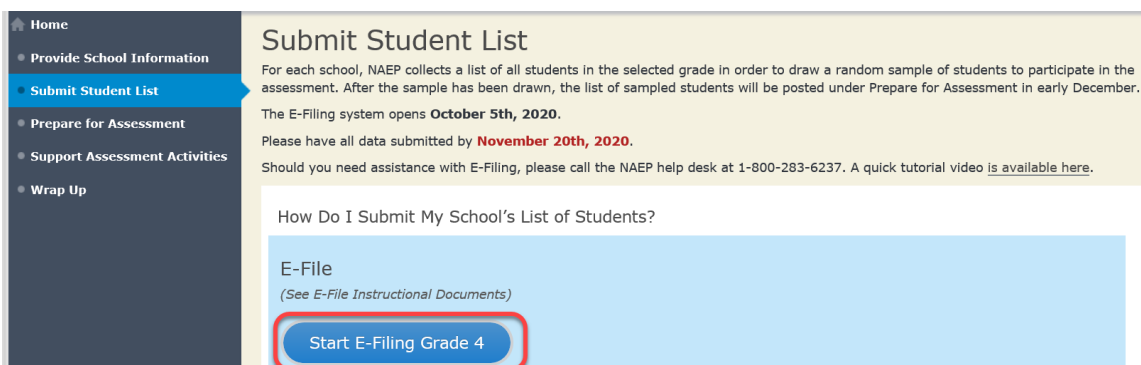 Home
Provide School Information
Submit Student List
Prepare for Assessment
Support Assessment Activities
Wrap Up
Submit Student List
For each school, NAEP collects a list of all students in the selected grade in order to draw a random sample of students to participate in the
assessment. After the sample has been drawn, the list of sampled students will be posted under Prepare for Assessment in early December.
The E-Filing system opens October 5th, 2020.
Please have all data submitted by November 20th, 2020.
Should you need assistance with E-Filing, please call the NAEP help desk at 1-800-283-6237. A quick tutorial video is available here.
How Do I Submit My School's List of Students?
E-File
(See E-File Instructional Documents)
Start E-Filing Grade 4